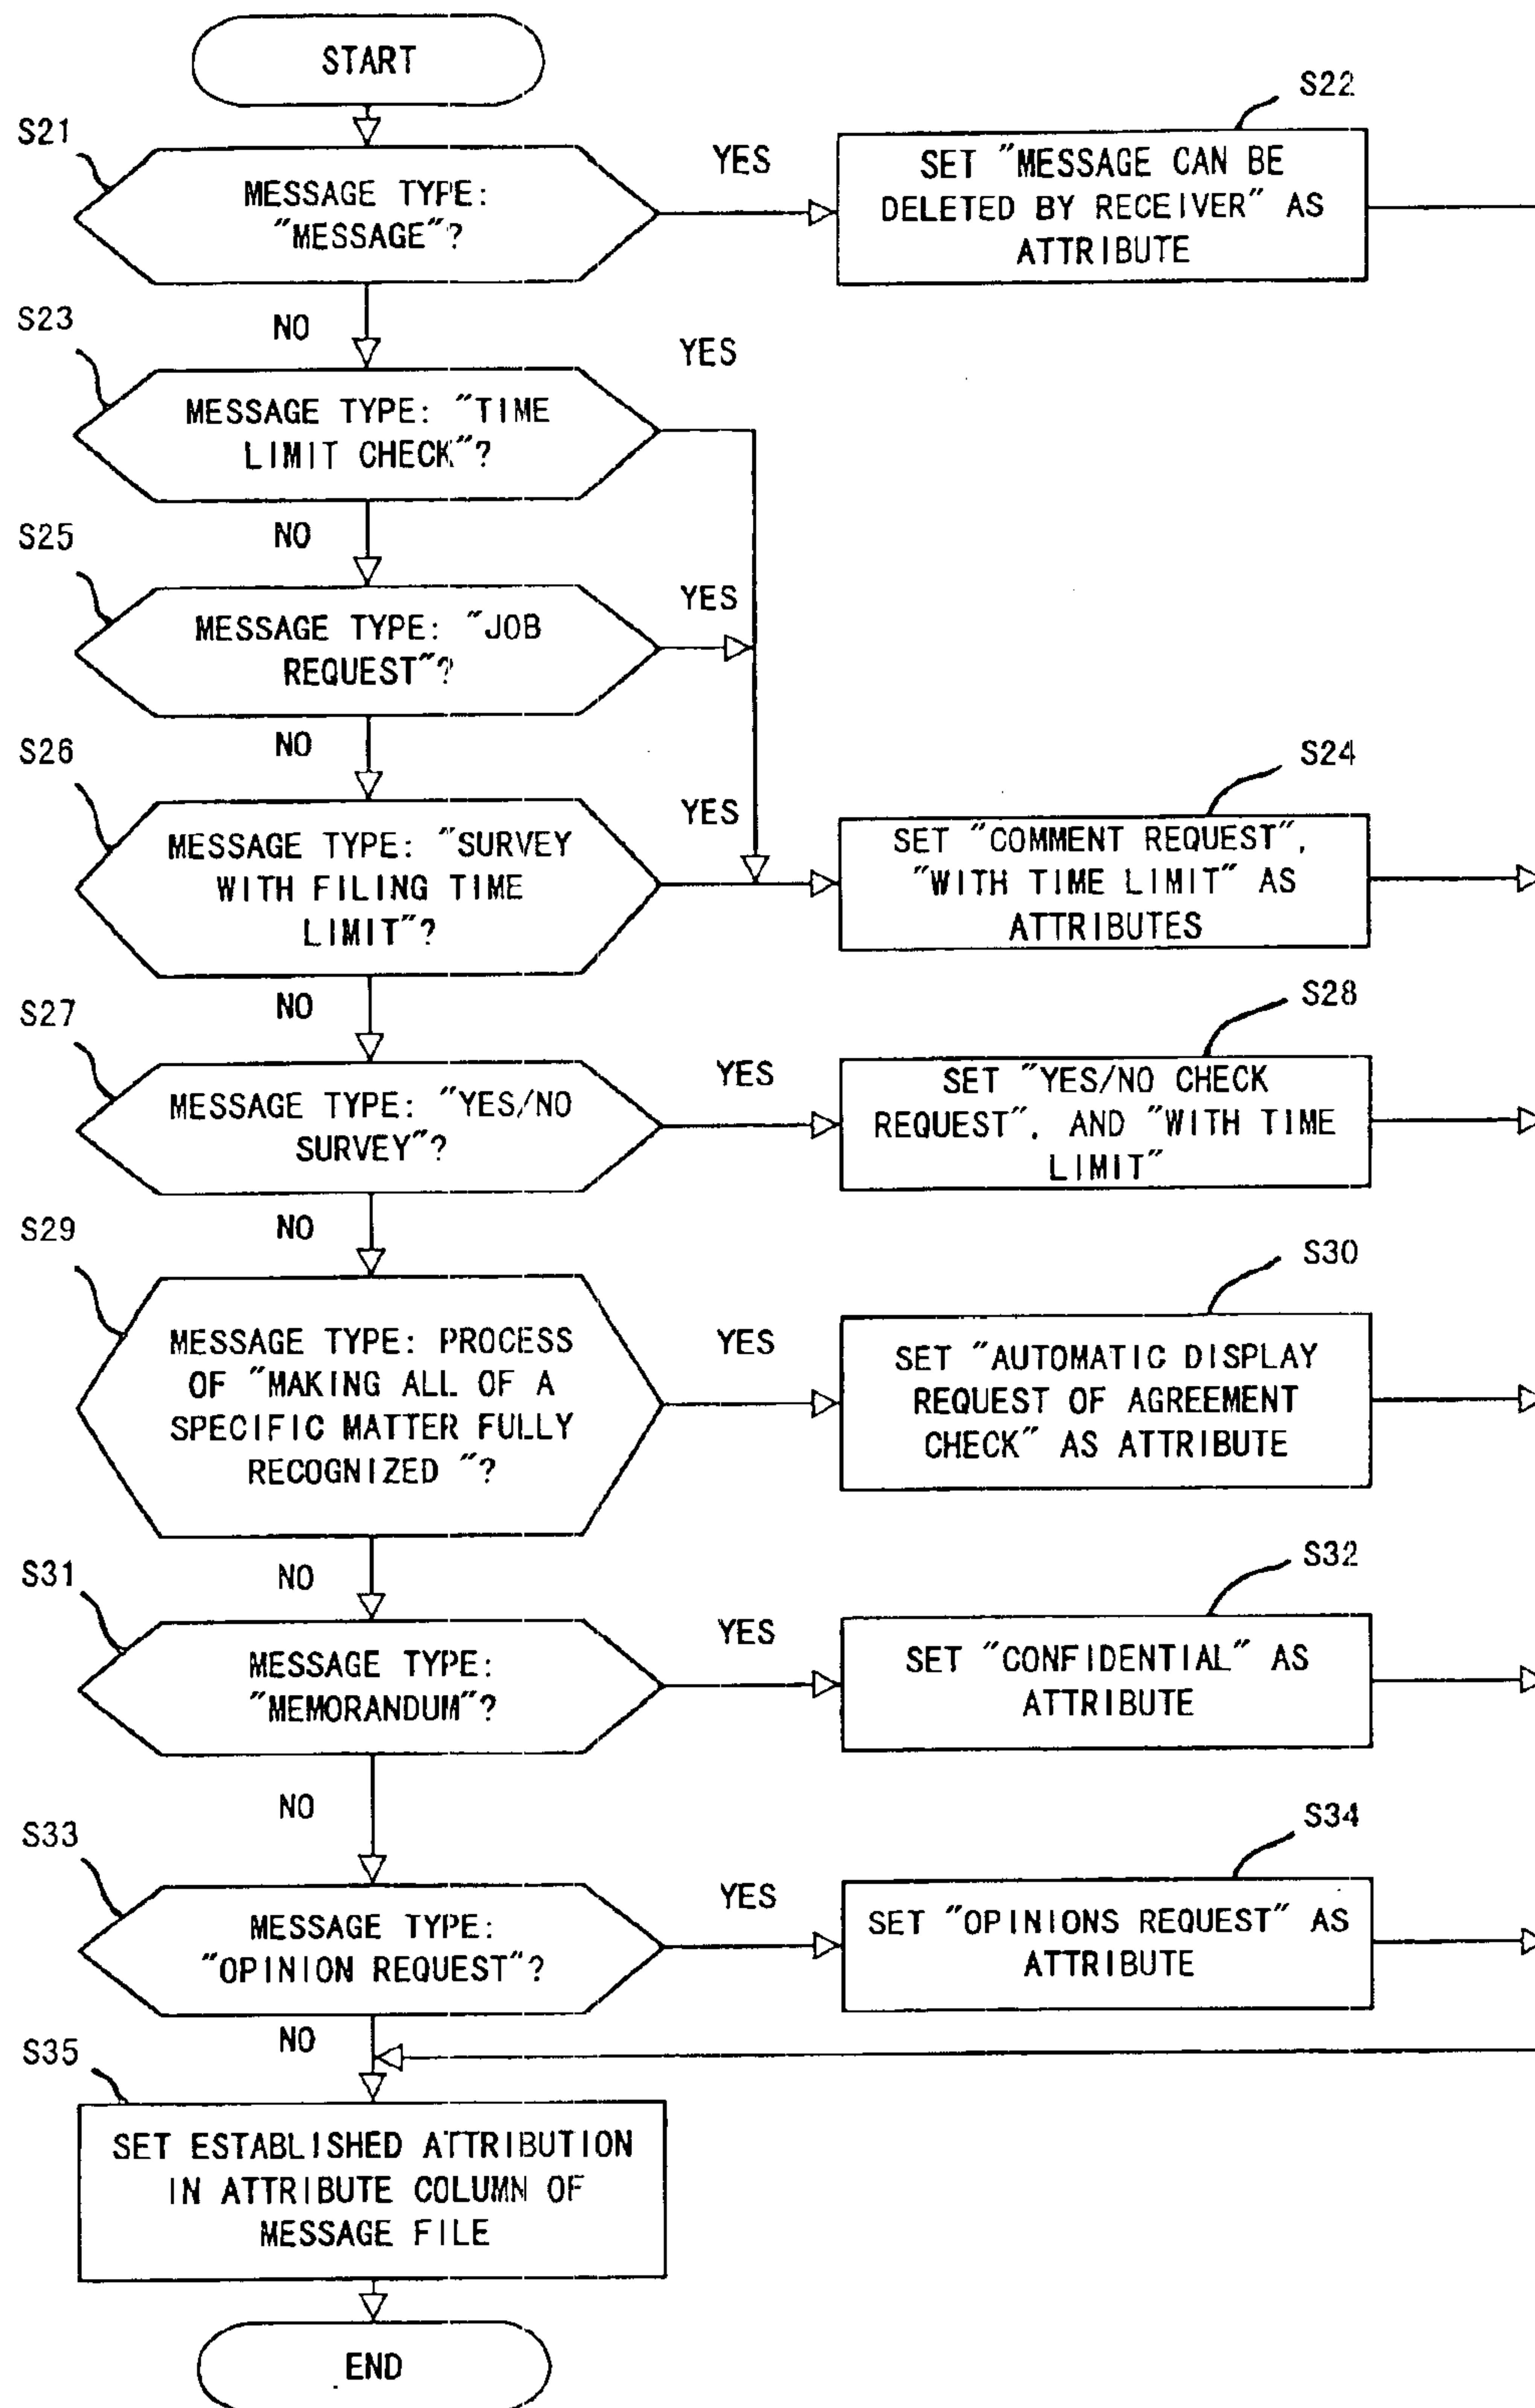 START
S21
MESSAGE TYPE:
"MESSAGE"?
YES
S22
SET "MESSAGE CAN BE
DELETED BY RECEIVER" AS
ATTRIBUTE
NO
S23
MESSAGE TYPE: "TIME
LIMIT CHECK"?
YES
NO
S25
MESSAGE TYPE: "JOB
REQUEST"?
YES
NO
S26
MESSAGE TYPE: "SURVEY
WITH FILING TIME
LIMIT"?
YES
S24
SET "COMMENT REQUEST",
"WITH TIME LIMIT" AS
ATTRIBUTES
NO
S27
MESSAGE TYPE: "YES/NO
SURVEY"?
YES
S28
SET "YES/NO CHECK
REQUEST", AND "WITH TIME
LIMIT"
NO
S29
MESSAGE TYPE: PROCESS
OF "MAKING ALL OF A
SPECIFIC MATTER FULLY
RECOGNIZED "?
YES
S30
SET "AUTOMATIC DISPLAY
REQUEST OF AGREEMENT
CHECK" AS ATTRIBUTE
NO
S31
MESSAGE TYPE:
"MEMORANDUM"?
YES
S32
SET "CONFIDENTIAL" AS
ATTRIBUTE
NO
S33
MESSAGE TYPE:
"OPINION REQUEST"?
YES
S34
SET "OPINIONS REQUEST" AS
ATTRIBUTE
NO
S35
SET ESTABLISHED ATTRIBUTION
IN ATTRIBUTE COLUMN OF
MESSAGE FILE
END